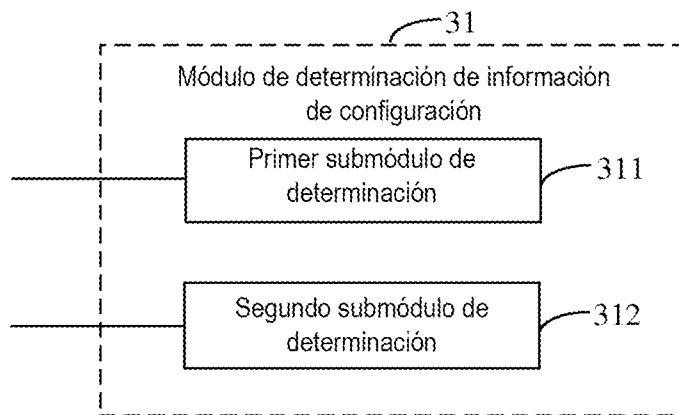 31
Módulo de determinación de información
de configuración
Primer submódulo de
determinación
311
Segundo submódulo de
determinación
312